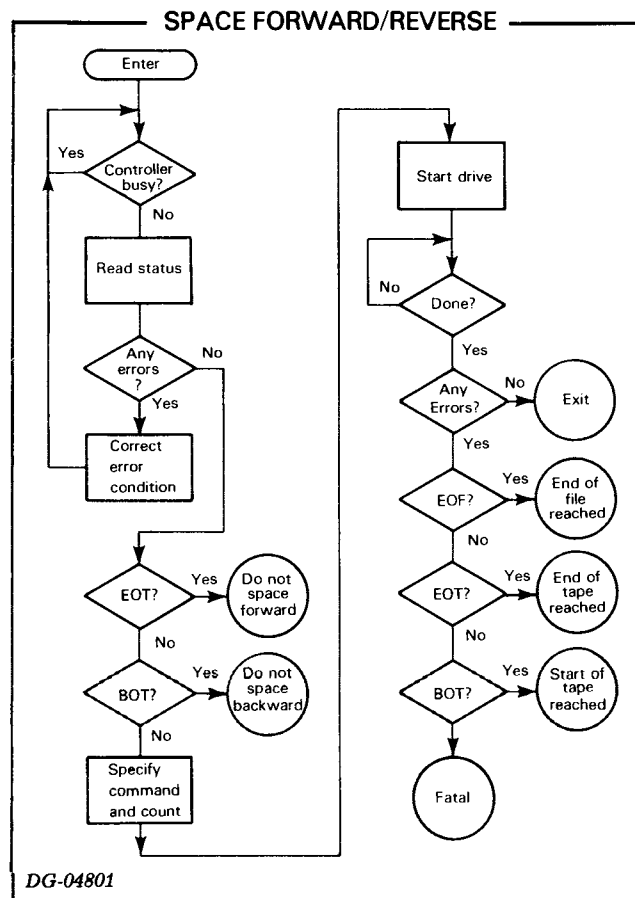 SPACE FORWARD/REVERSE
Enter
Yes
Controller
busy?
No
Read status
Any
errors
?
No
Yes
Correct
error
condition
EOT?
Yes
Do not
space
forward
No
BOT?
Yes
Do not
space
backward
No
Specify
command
and count
Start drive
No
Done?
Yes
Any
Errors?
No
Exit
Yes
EOF?
Yes
End of
file
reached
No
EOT?
Yes
End of
tape
reached
No
BOT?
Yes
Start of
tape
reached
Fatal
DG-04801